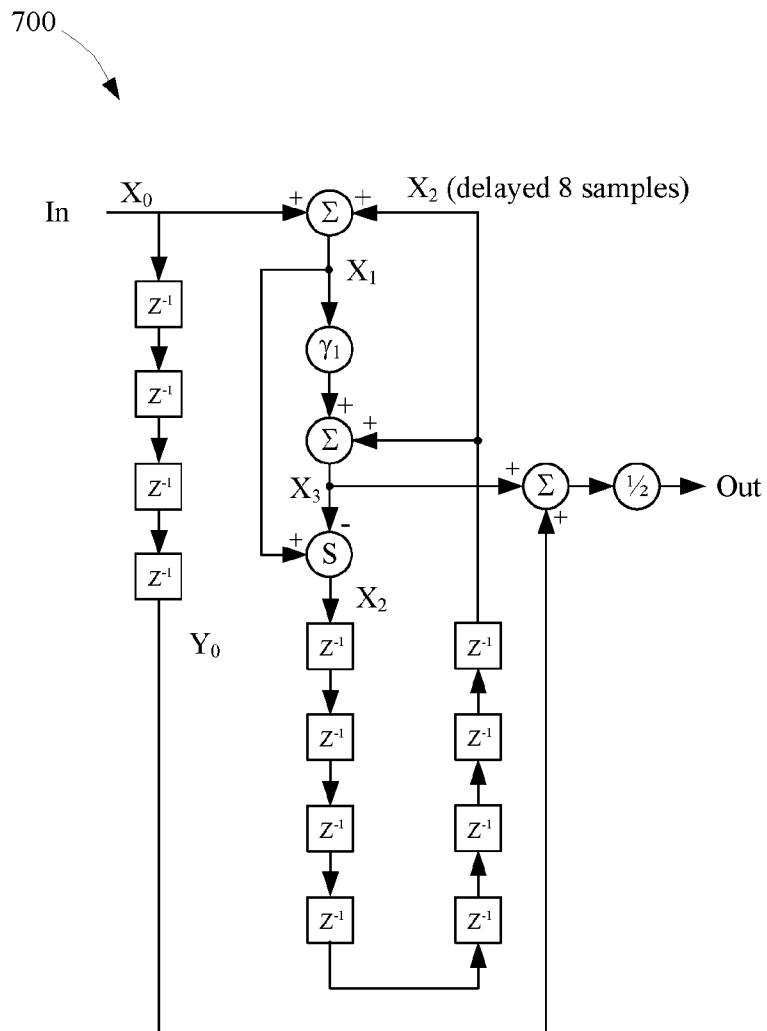 700
In
X₀
Σ
+
+
X₂ (delayed 8 samples)
X₁
Z⁻¹
Z⁻¹
Z⁻¹
Z⁻¹
γ₁
+
+
Σ
X₃
-
+
S
X₂
+
Σ
+
½
Out
Y₀
Z⁻¹
Z⁻¹
Z⁻¹
Z⁻¹
Z⁻¹
Z⁻¹
Z⁻¹
Z⁻¹